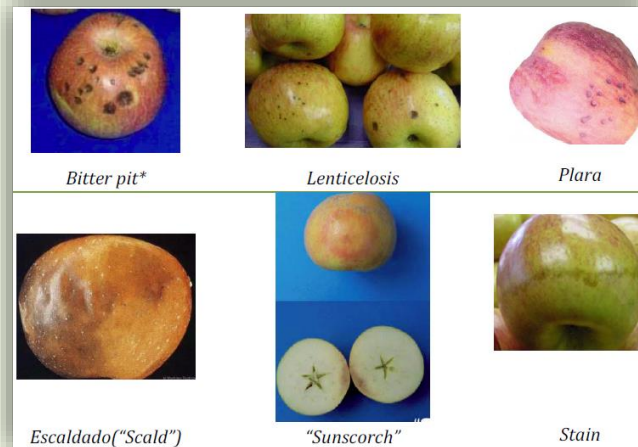 Bitter pit*
Lenticelosis
Plara
Escaldado("Scald")
"Sunscorch"
Stain